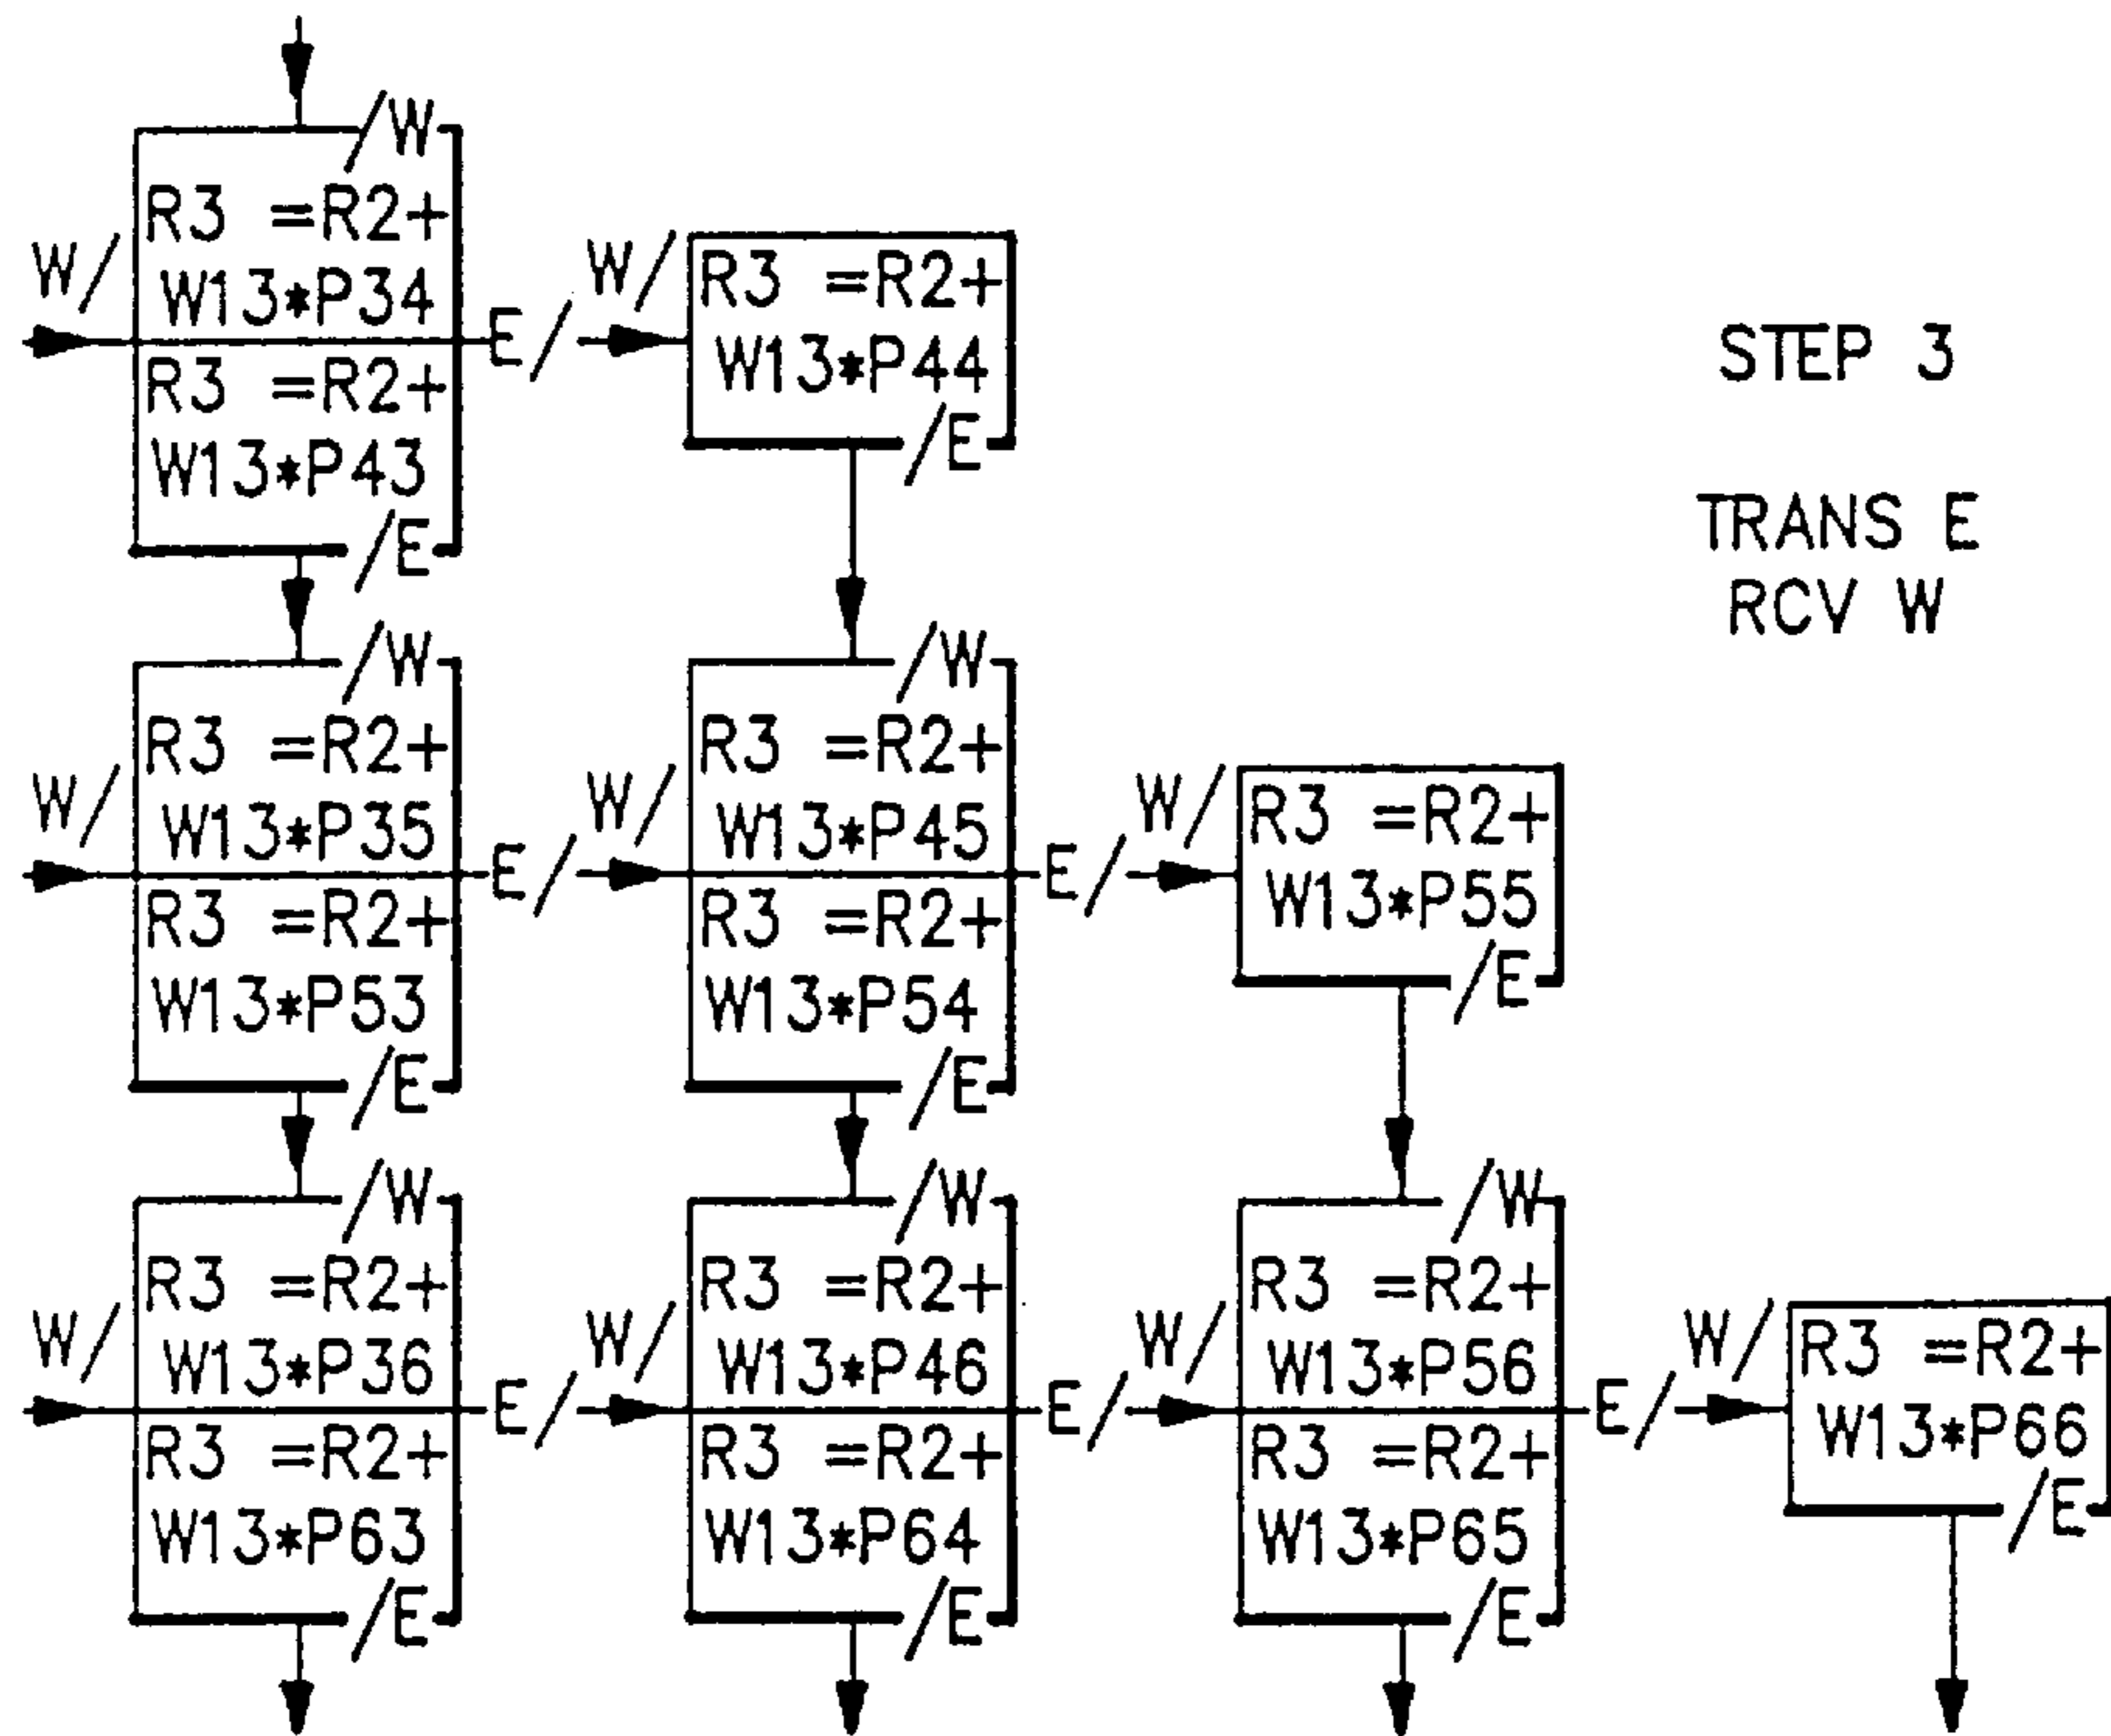 /W
R3 =R2+
W/
W13*P34
E/
R3 =R2+
W13*P43
/E
W/
R3 =R2+
W13*P44
/E
STEP 3
TRANS E
RCV W
/W
R3 =R2+
W/
W13*P35
E/
R3 =R2+
W13*P53
/E
/W
R3 =R2+
W/
W13*P45
E/
R3 =R2+
W13*P54
/E
W/
R3 =R2+
W13*P55
/E
/W
R3 =R2+
W/
W13*P36
E/
R3 =R2+
W13*P63
/E
/W
R3 =R2+
W/
W13*P46
E/
R3 =R2+
W13*P64
/E
/W
R3 =R2+
W/
W13*P56
E/
R3 =R2+
W13*P65
/E
W/
R3 =R2+
W13*P66
/E